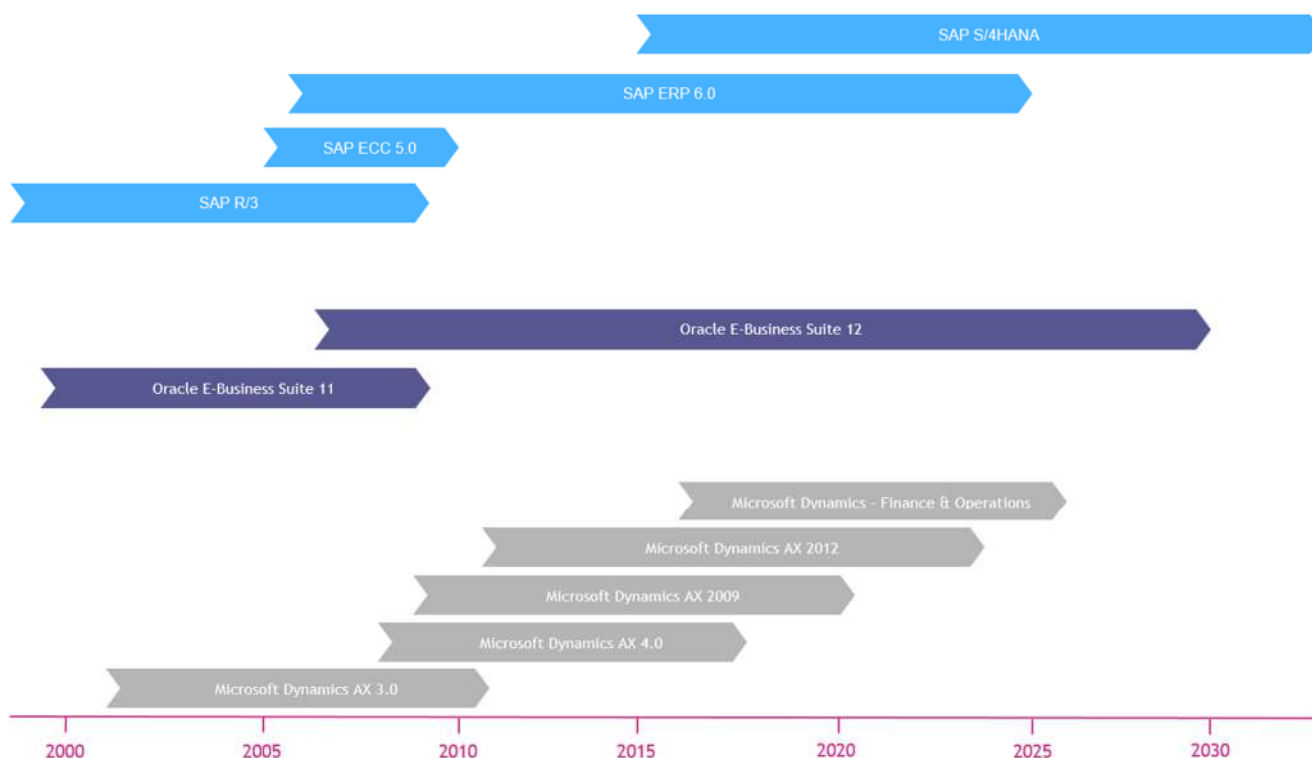 SAP S/4HANA
SAP ERP 6.0
SAP ECC 5.0
SAP R/3
Oracle E-Business Suite 12
Oracle E-Business Suite 11
Microsoft Dynamics - Finance & Operations
Microsoft Dynamics AX 2012
Microsoft Dynamics AX 2009
Microsoft Dynamics AX 4.0
Microsoft Dynamics AX 3.0
2000 2005 2010 2015 2020 2025 2030